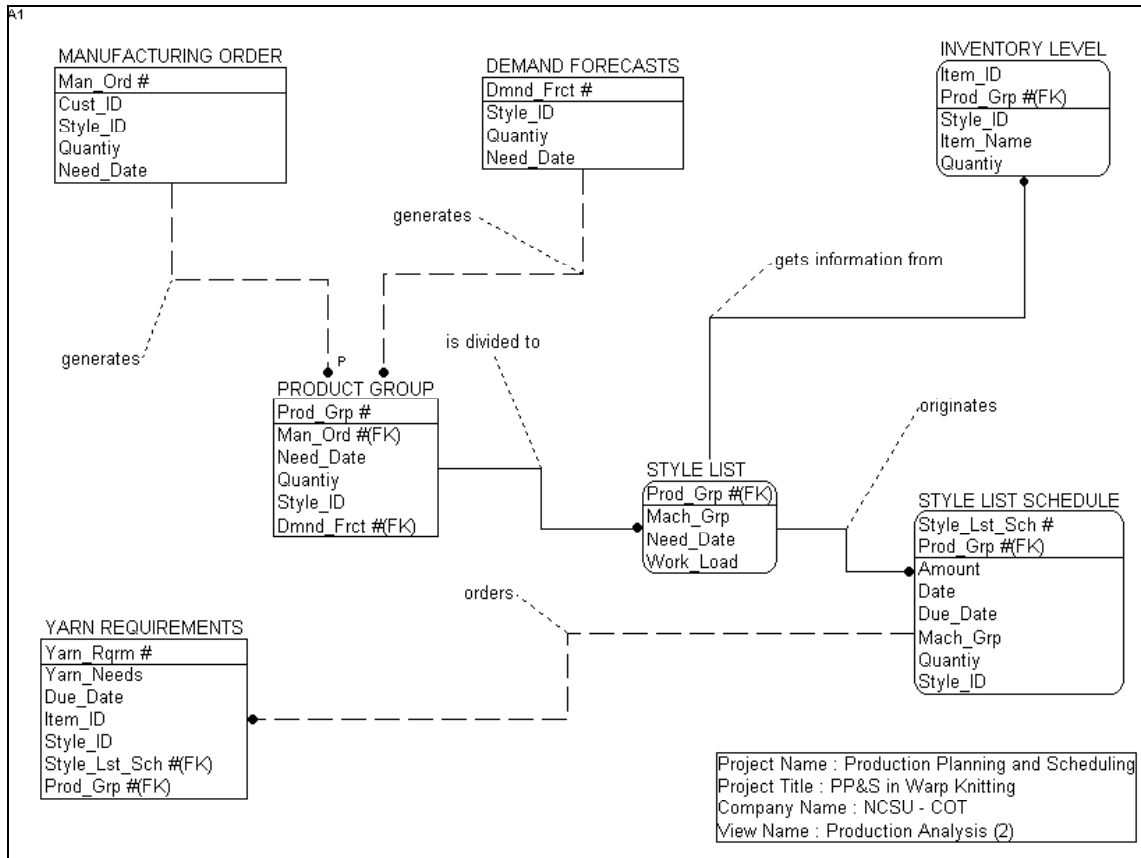 A1
MANUFACTURING ORDER
Man_Ord #
Cust_ID
Style_ID
Quantiy
Need_Date
DEMAND FORECASTS
Dmnd_Frct #
Style_ID
Quantiy
Need_Date
INVENTORY LEVEL
Item_ID
Prod_Grp #(FK)
Style_ID
Item_Name
Quantiy
generates
gets information from
generates
is divided to
P
PRODUCT GROUP
Prod_Grp #
Man_Ord #(FK)
Need_Date
Quantiy
Style_ID
Dmnd_Frct #(FK)
originates
STYLE LIST
Prod_Grp #(FK)
Mach_Grp
Need_Date
Work_Load
STYLE LIST SCHEDULE
Style_Lst_Sch #
Prod_Grp #(FK)
Amount
Date
Due_Date
Mach_Grp
Quantiy
Style_ID
orders
YARN REQUIREMENTS
Yarn_Rqrm #
Yarn_Needs
Due_Date
Item_ID
Style_ID
Style_Lst_Sch #(FK)
Prod_Grp #(FK)
Project Name : Production Planning and Scheduling
Project Title : PP&S in Warp Knitting
Company Name : NCSU - COT
View Name : Production Analysis (2)